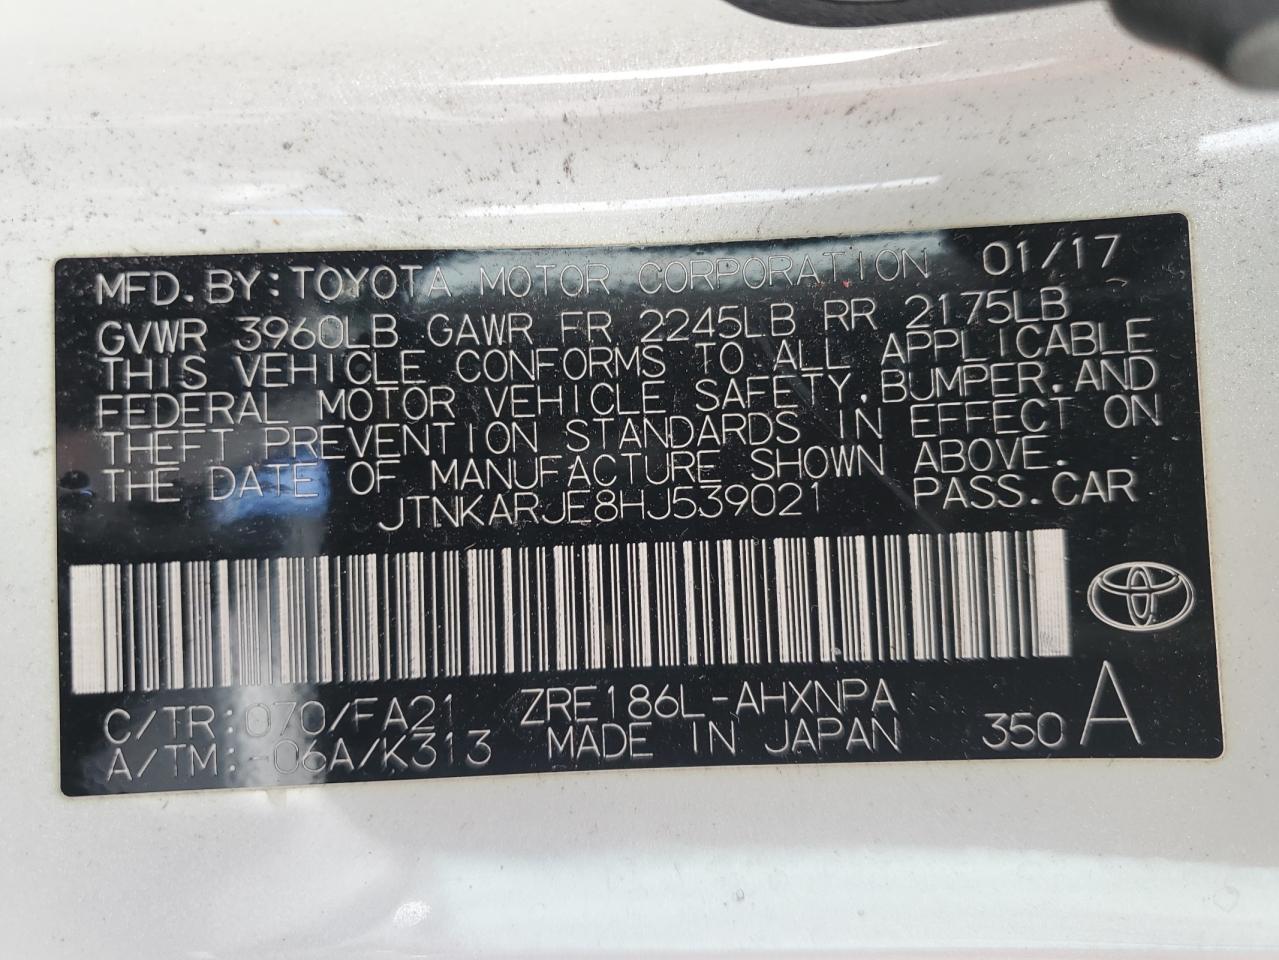 MFD. BY: TOYOTA MOTOR CORPORATION 01/17
GVWR 3960LB GAWR FR 2245LB RR 2175LB
THIS VEHICLE CONFORMS TO ALL APPLICABLE
FEDERAL MOTOR VEHICLE SAFETY, BUMPER, AND
THEFT PREVENTION STANDARDS IN EFFECT ON
THE DATE OF MANUFACTURE SHOWN ABOVE.
JTNKARJE8HJ539021 PASS. CAR
C/TR: 070/FA21 ZRE186L-AHXNPA
A/TM: -06A/K313 MADE IN JAPAN 350 A